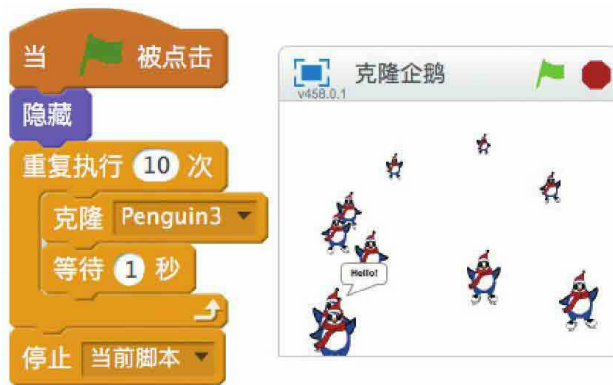 当 被点击
隐藏
重复执行 10 次
克隆 Penguin3
等待 1 秒
停止 当前脚本
克隆企鹅
v458.0.1
Hello!